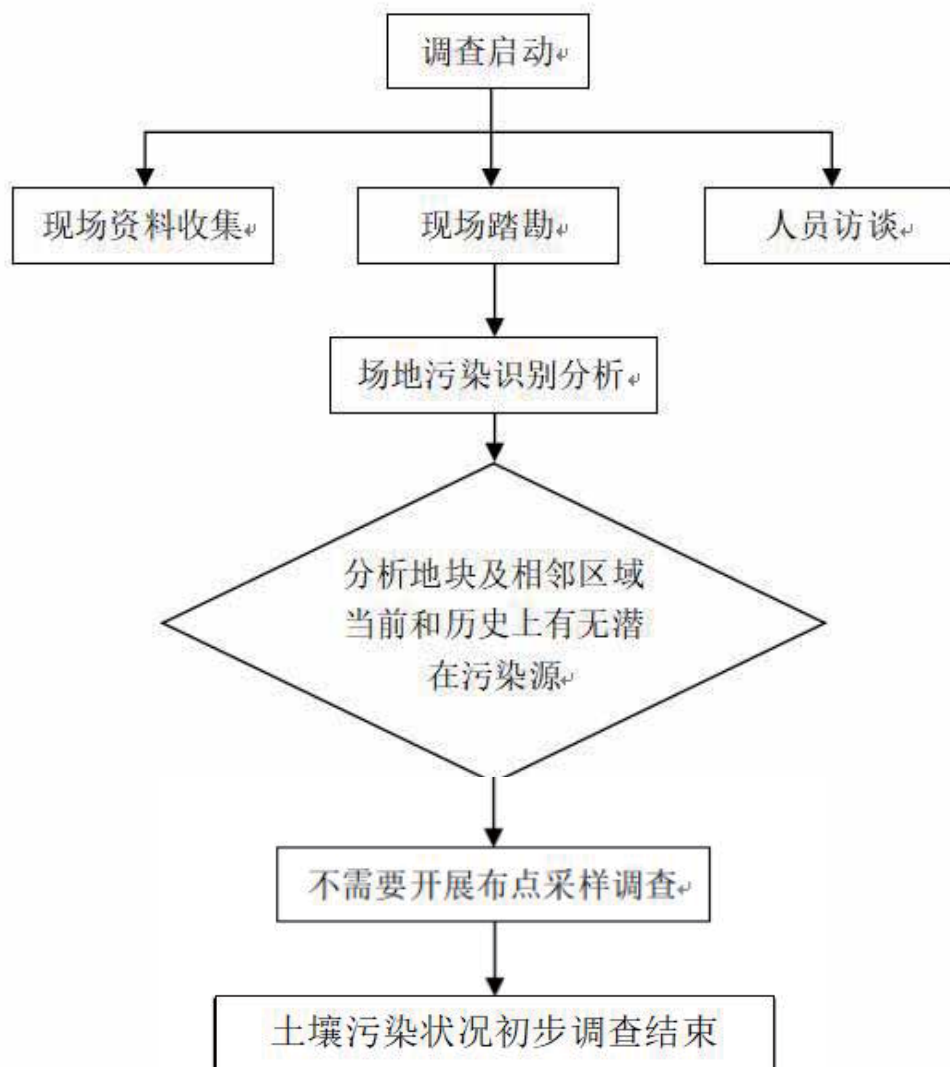 调查启动
现场资料收集
现场踏勘
人员访谈
场地污染识别分析
分析地块及相邻区域
当前和历史上有无潜
在污染源
不需要开展布点采样调查
土壤污染状况初步调查结束